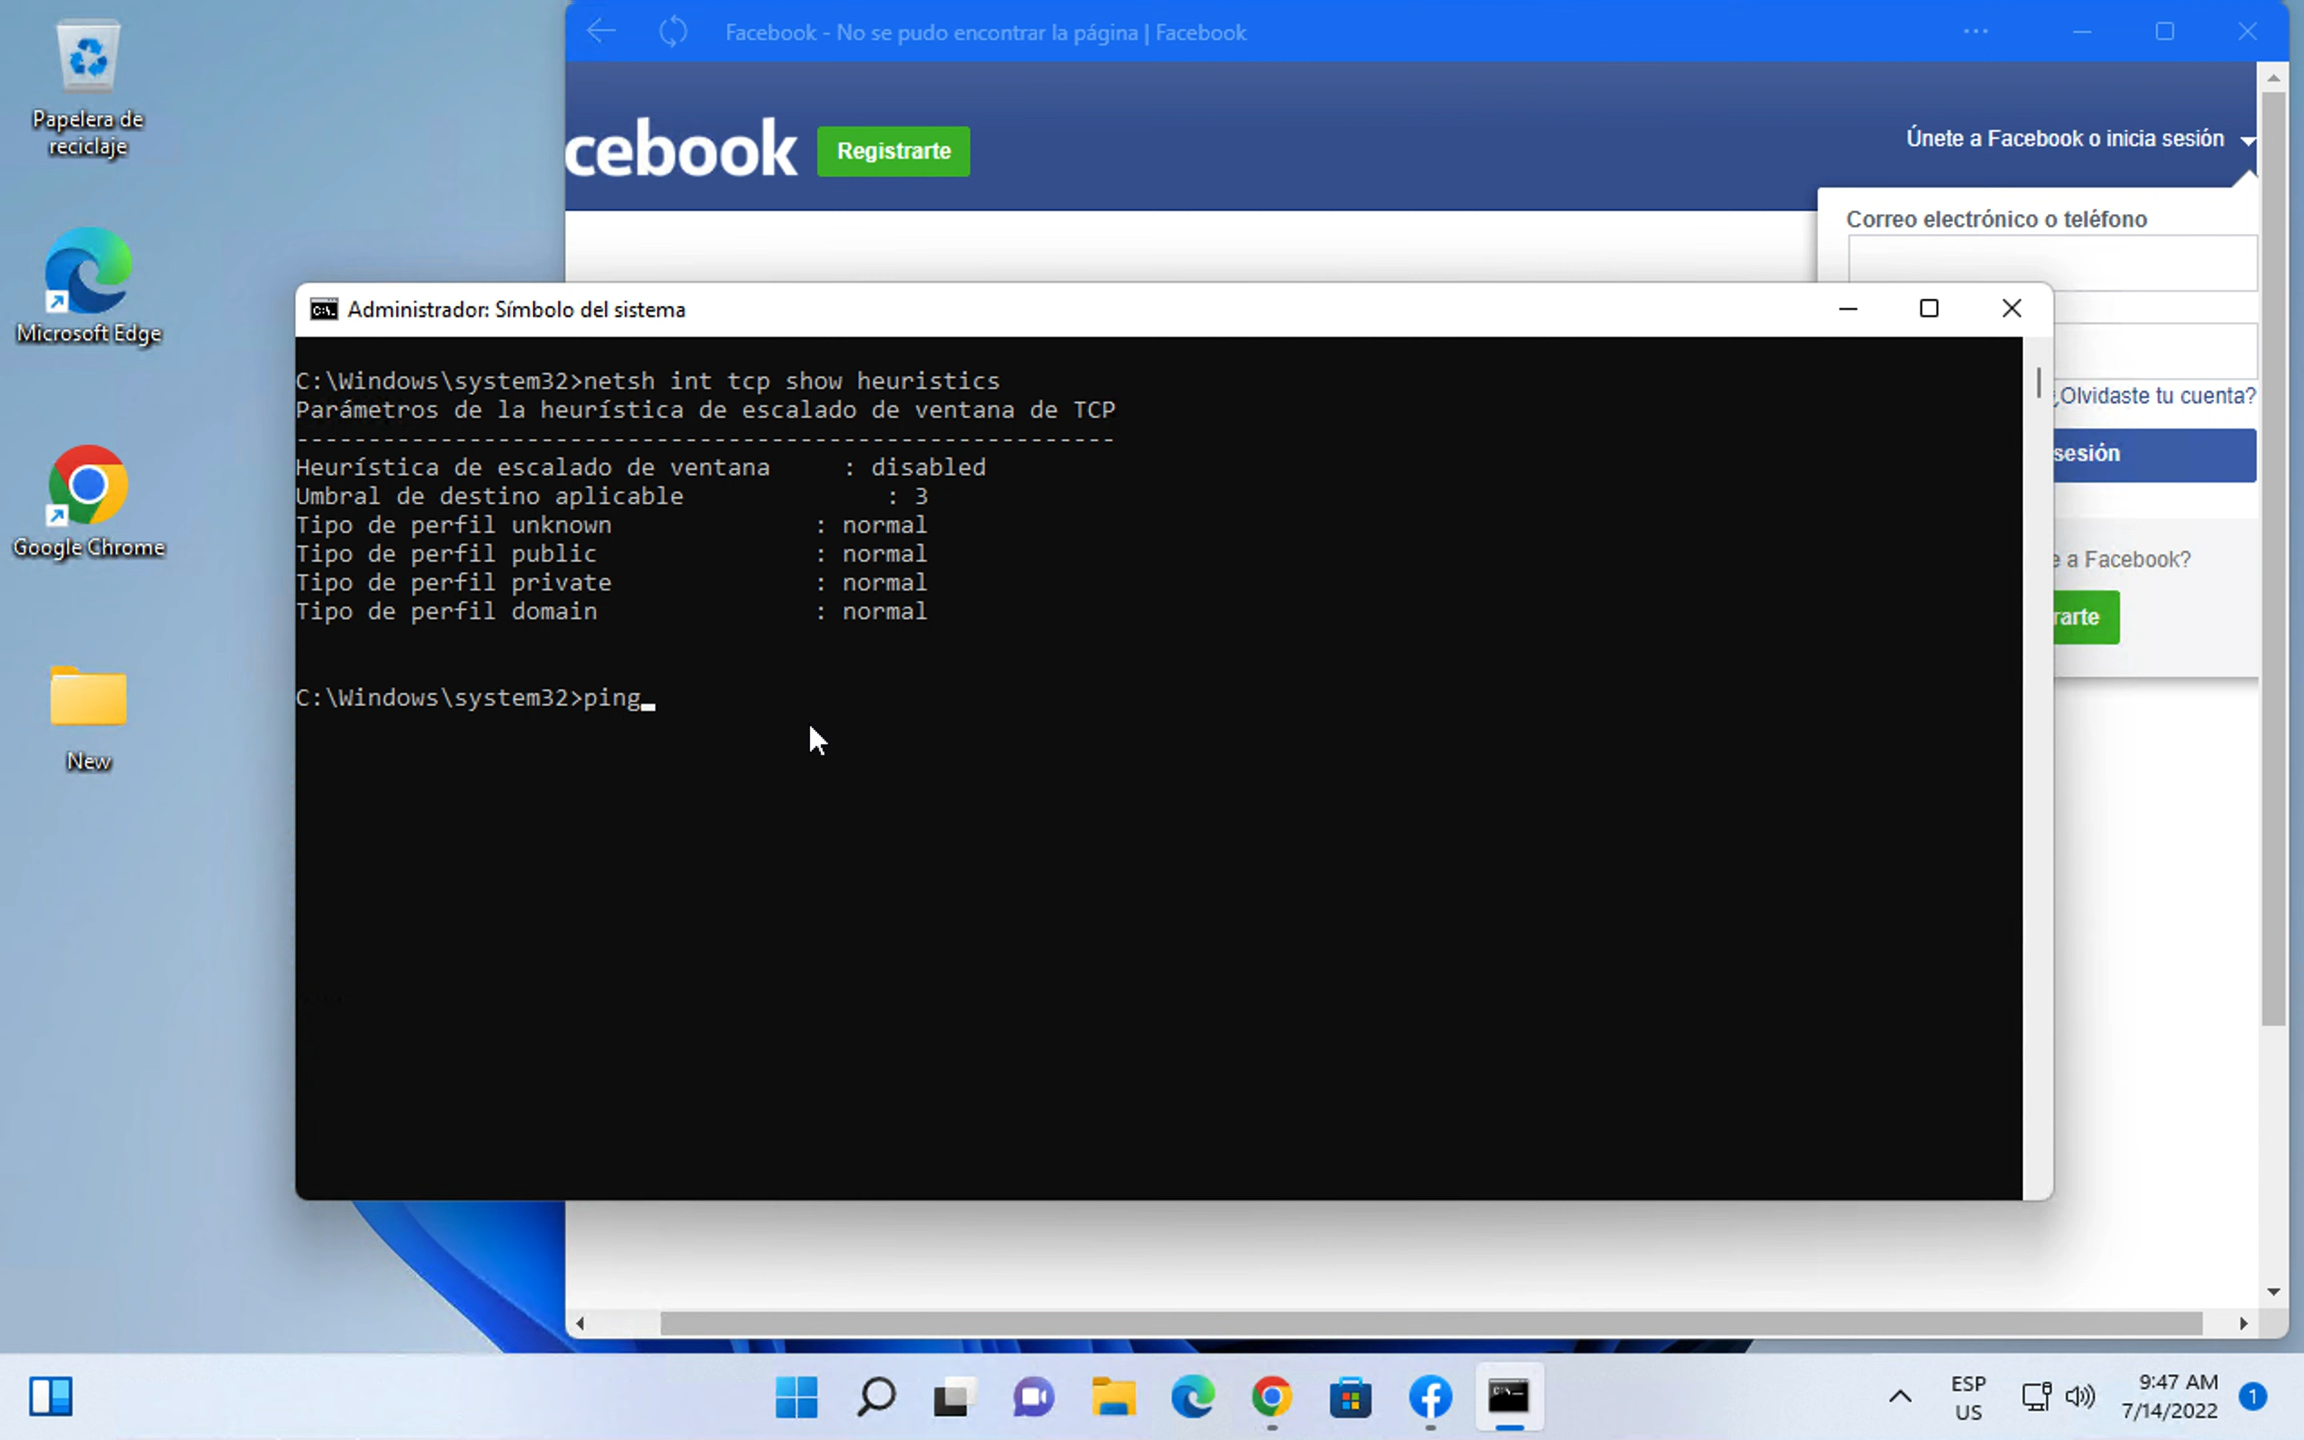 Papelera de
reciclaje
Microsoft Edge
Google Chrome
New
Facebook - No se pudo encontrar la página | Facebook
cebook
Registrarte
Únete a Facebook o inicia sesión
Correo electrónico o teléfono
¿Olvidaste tu cuenta?
sesión
e a Facebook?
rarte
Administrador: Símbolo del sistema
C:\Windows\system32>netsh int tcp show heuristics
Parámetros de la heurística de escalado de ventana de TCP
---------------------------------------------------------
Heurística de escalado de ventana     : disabled
Umbral de destino aplicable              : 3
Tipo de perfil unknown              : normal
Tipo de perfil public               : normal
Tipo de perfil private              : normal
Tipo de perfil domain               : normal
C:\Windows\system32>ping_
ESP
US
9:47 AM
7/14/2022
1